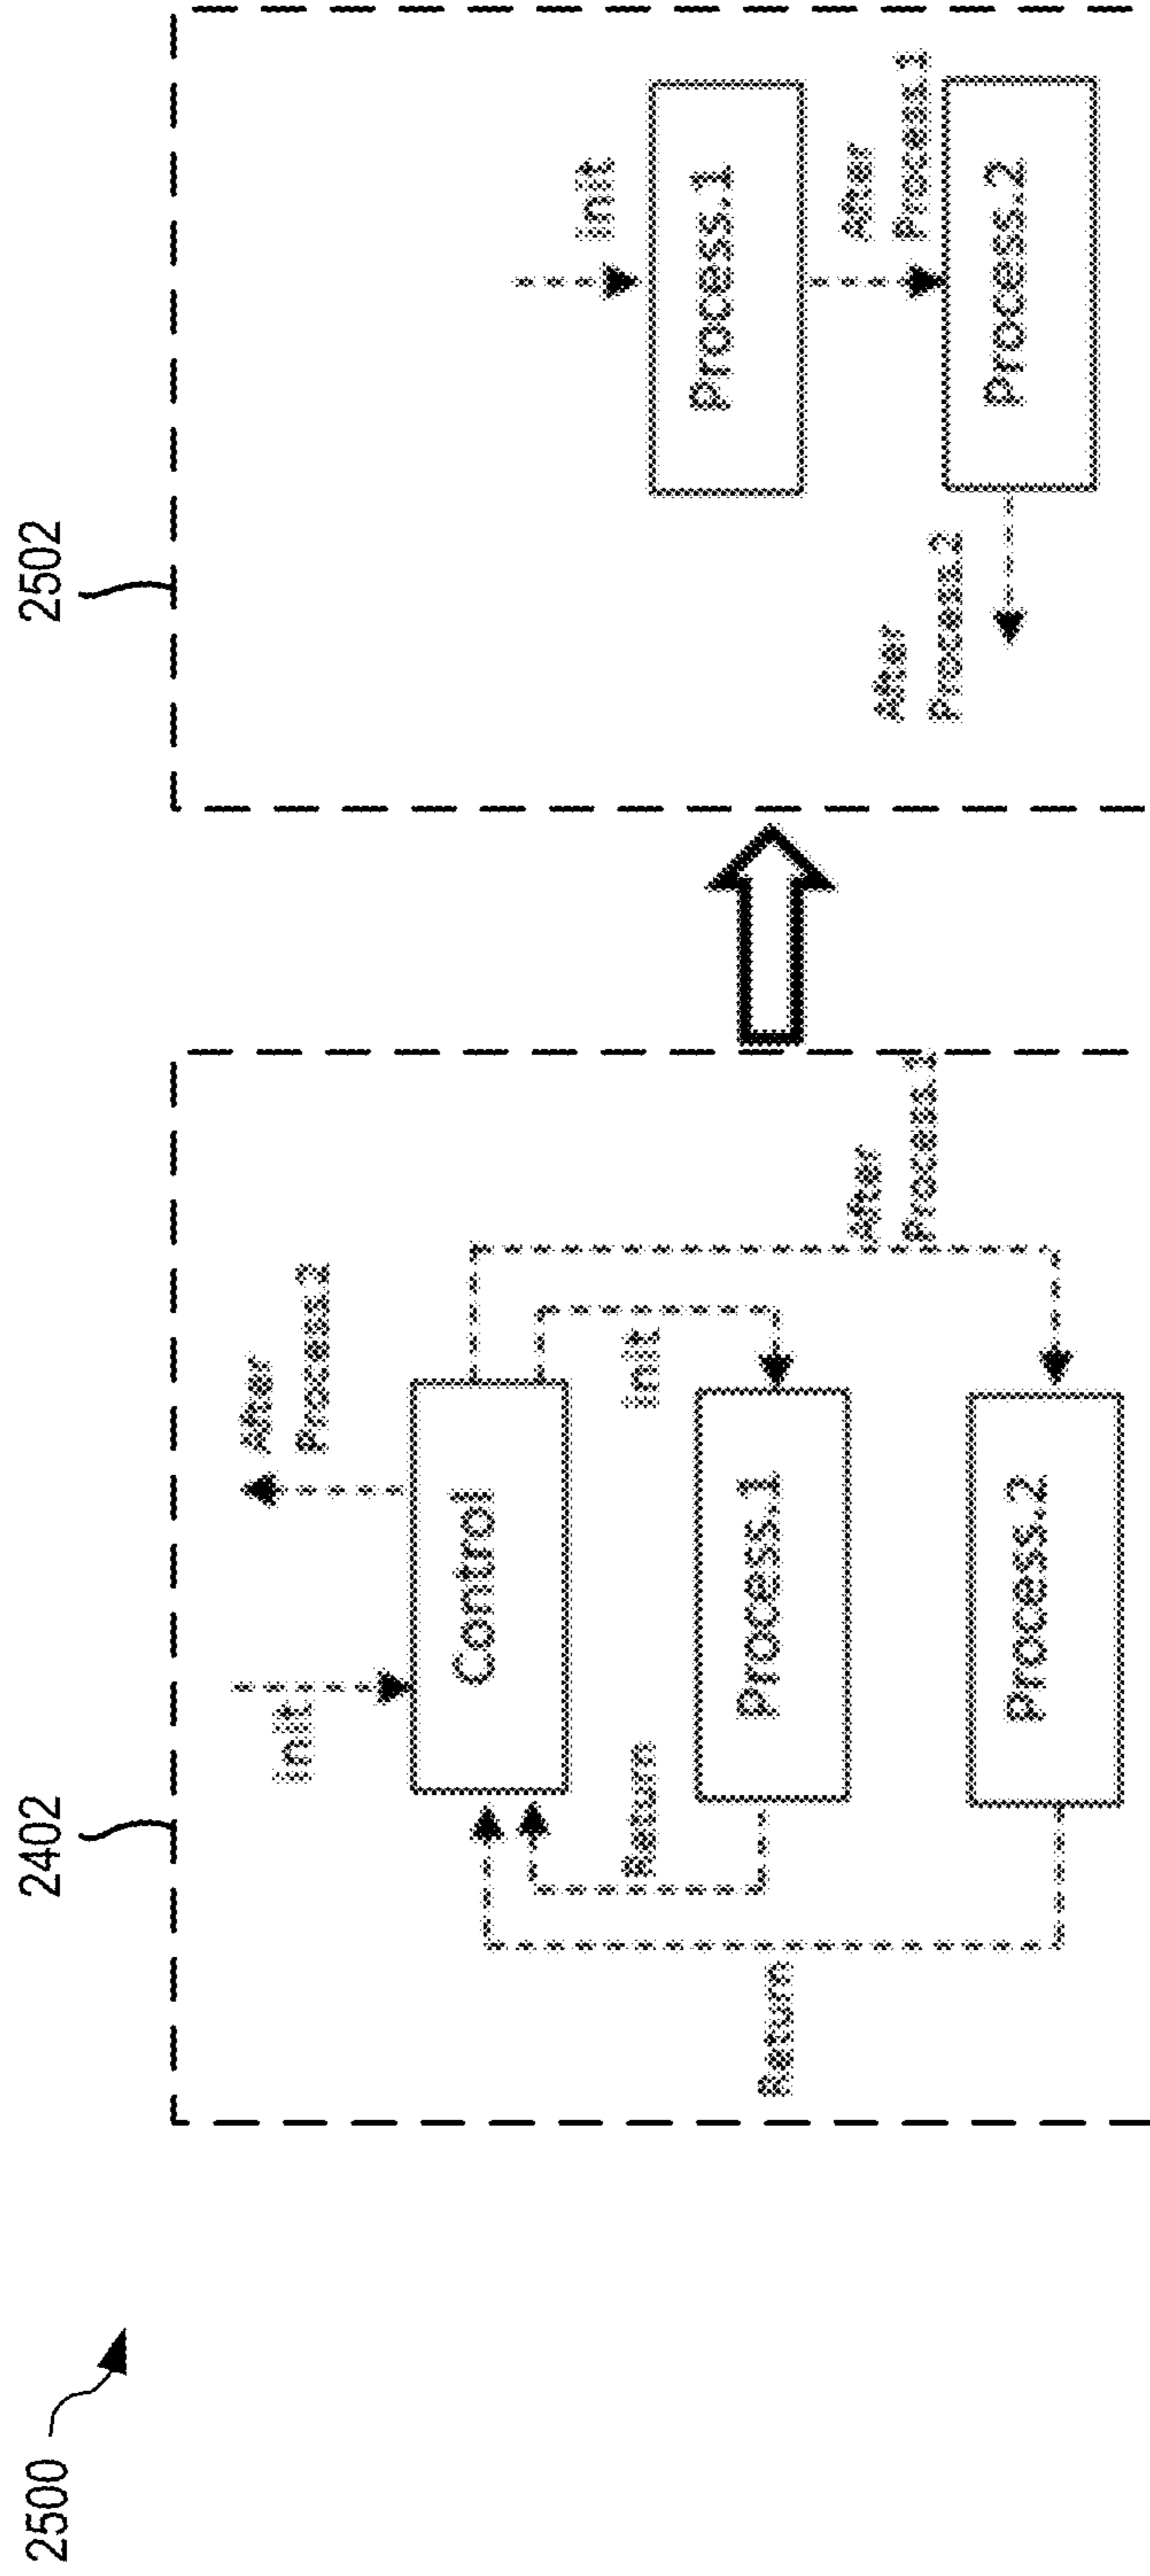 2500
2402
Init
After
Process.2
Control
Return
Init
Process.1
Return
After
Process.1
Process.2
2502
Init
Process.1
After
Process.1
After
Process.2
Process.2